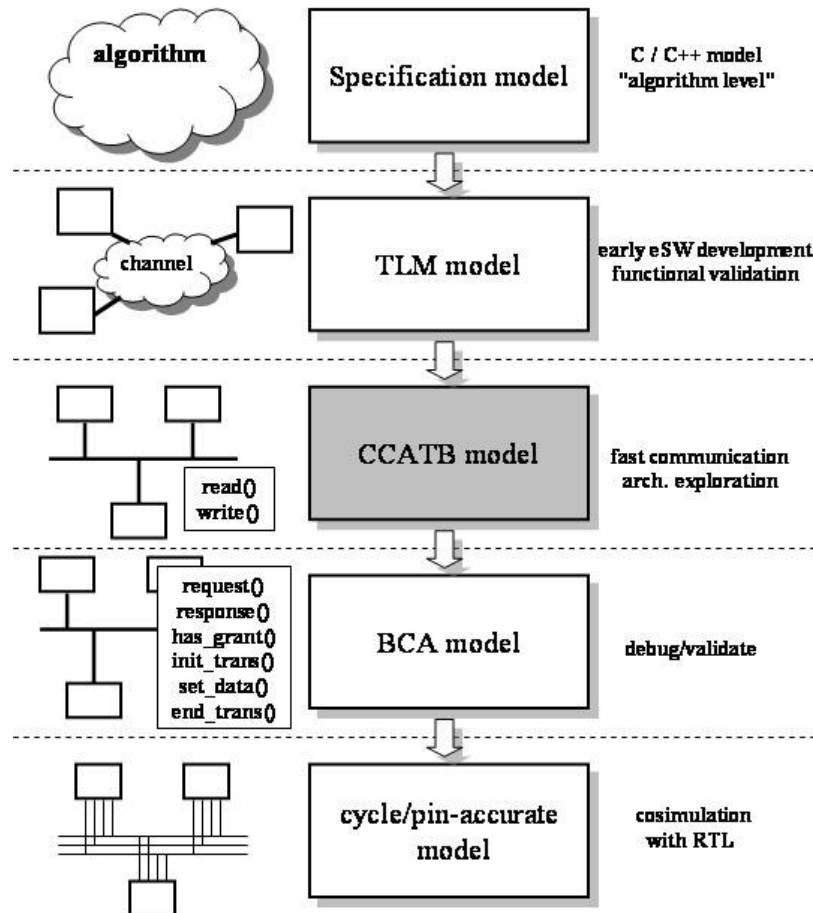 algorithm
Specification model
C / C++ model
"algorithm level"
channel
TLM model
early eSW development
functional validation
read()
write()
CCATB model
fast communication
arch. exploration
request()
response()
has_grant()
init_trans()
set_data()
end_trans()
BCA model
debug/validate
cycle/pin-accurate
model
cosimulation
with RTL